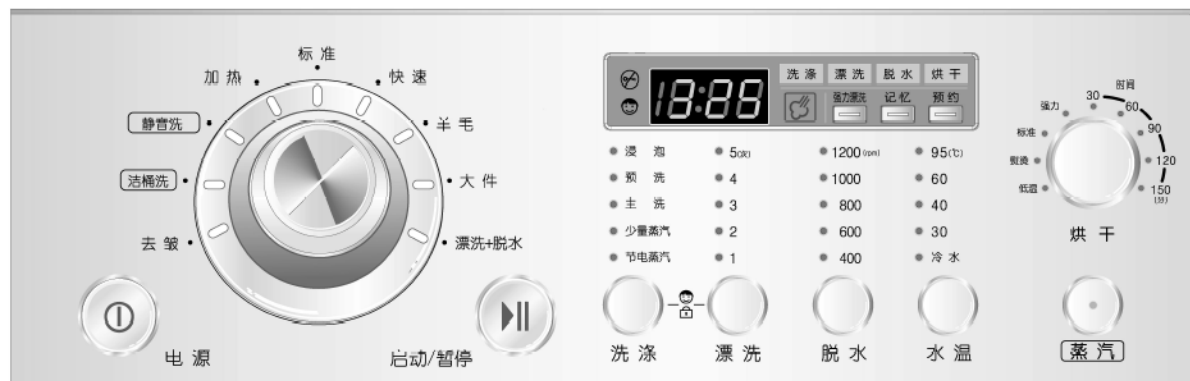 标准
加热
快速
静音洗
羊毛
洁桶洗
大件
去皱
漂洗+脱水
电源
启动/暂停
洗涤 漂洗 脱水 烘干
强力漂洗 记忆 预约
浸泡 5(次) 1200(rpm) 95(℃)
预洗 4 1000 60
主洗 3 800 40
少量蒸汽 2 600 30
节电蒸汽 1 400 冷水
洗涤 漂洗 脱水 水温
时间
30
强力 60
标准 90
熨烫 120
低温 150
(分)
烘干
蒸汽